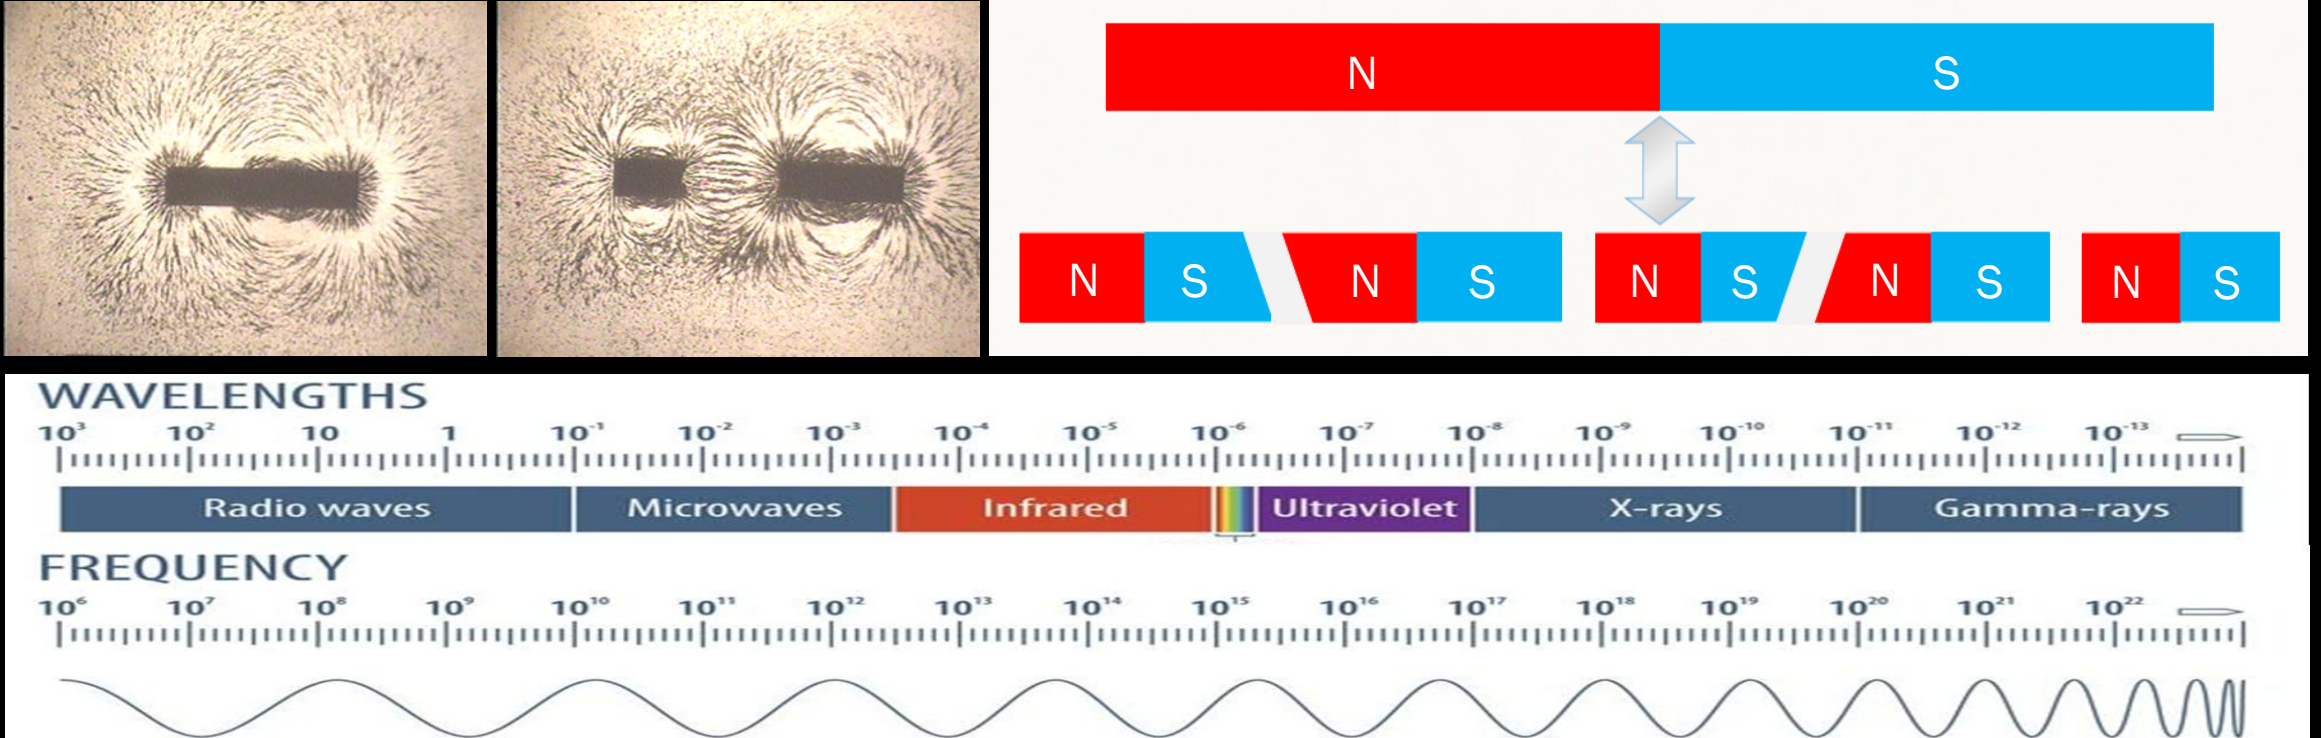 N S
N S N S N S N S N S
WAVELENGTHS
10³ 10² 10 1 10⁻¹ 10⁻² 10⁻³ 10⁻⁴ 10⁻⁵ 10⁻⁶ 10⁻⁷ 10⁻⁸ 10⁻⁹ 10⁻¹⁰ 10⁻¹¹ 10⁻¹² 10⁻¹³
Radio waves Microwaves Infrared Ultraviolet X-rays Gamma-rays
FREQUENCY
10⁶ 10⁷ 10⁸ 10⁹ 10¹⁰ 10¹¹ 10¹² 10¹³ 10¹⁴ 10¹⁵ 10¹⁶ 10¹⁷ 10¹⁸ 10¹⁹ 10²⁰ 10²¹ 10²²